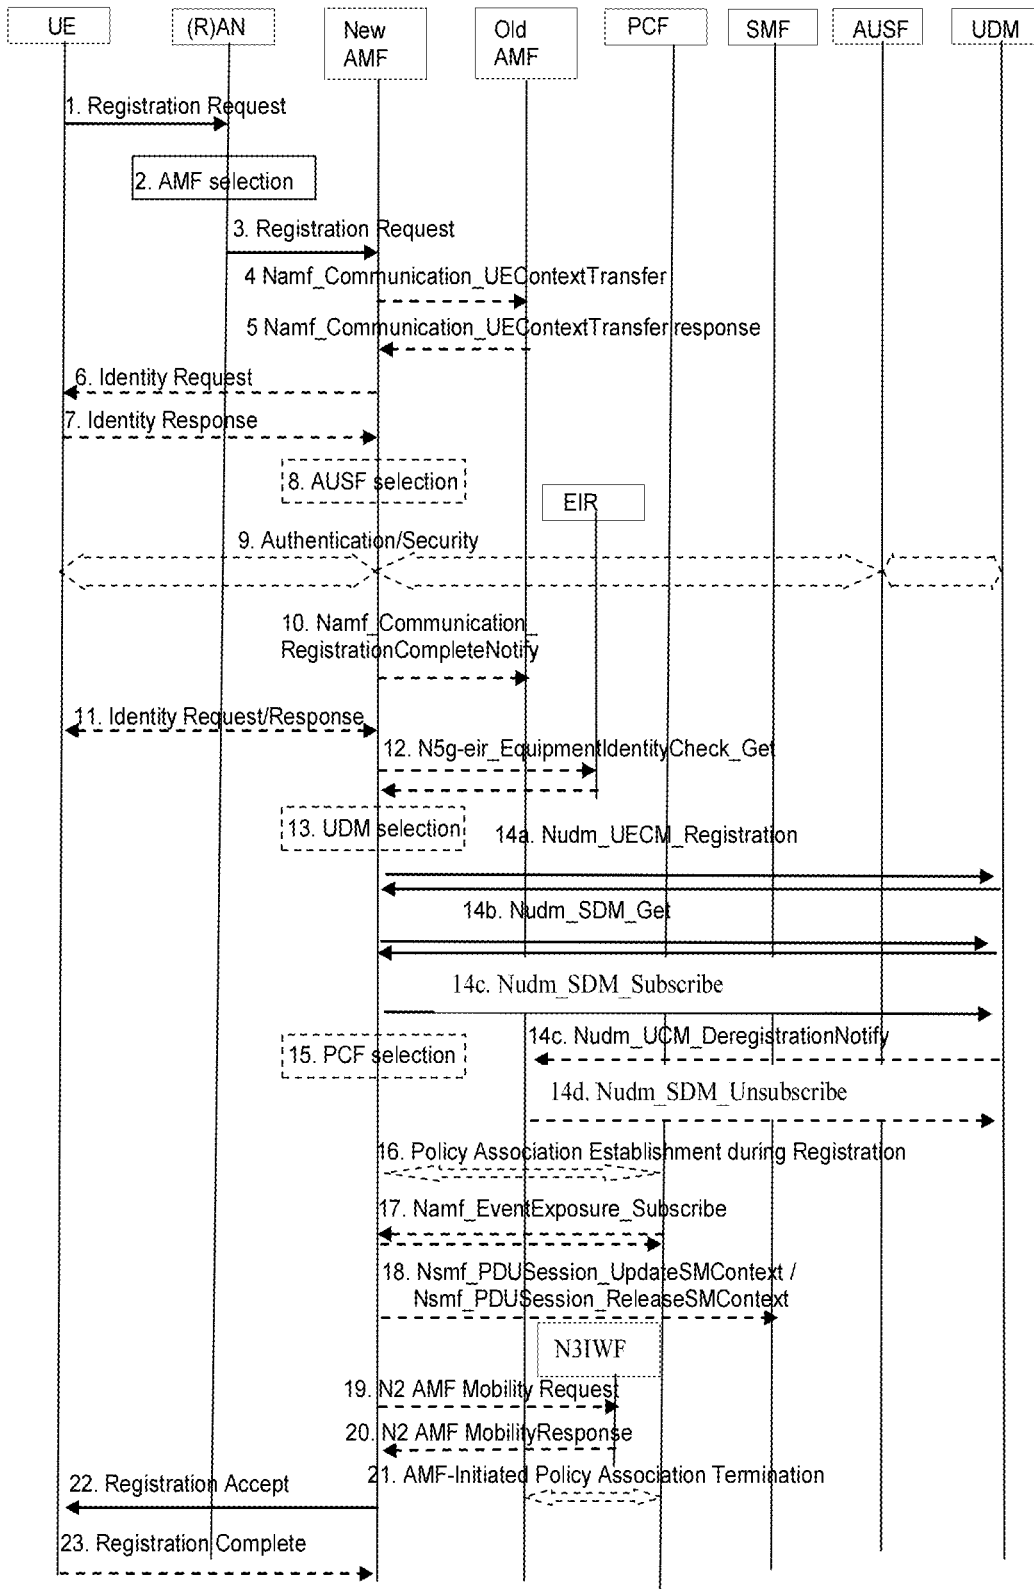 UE
(R)AN
New
AMF
Old
AMF
PCF
SMF
AUSF
UDM
1. Registration Request
2. AMF selection
3. Registration Request
4 Namf_Communication_UEContextTransfer
5 Namf_Communication_UEContextTransfer response
6. Identity Request
7. Identity Response
8. AUSF selection
EIR
9. Authentication/Security
10. Namf_Communication_
RegistrationCompleteNotify
11. Identity Request/Response
12. N5g-eir_EquipmentIdentityCheck_Get
13. UDM selection
14a. Nudm_UECM_Registration
14b. Nudm_SDM_Get
14c. Nudm_SDM_Subscribe
14c. Nudm_UCM_DeregistrationNotify
15. PCF selection
14d. Nudm_SDM_Unsubscribe
16. Policy Association Establishment during Registration
17. Namf_EventExposure_Subscribe
18. Nsmf_PDUSession_UpdateSMContext /
Nsmf_PDUSession_ReleaseSMContext
N3IWF
19. N2 AMF Mobility Request
20. N2 AMF MobilityResponse
21. AMF-Initiated Policy Association Termination
22. Registration Accept
23. Registration Complete